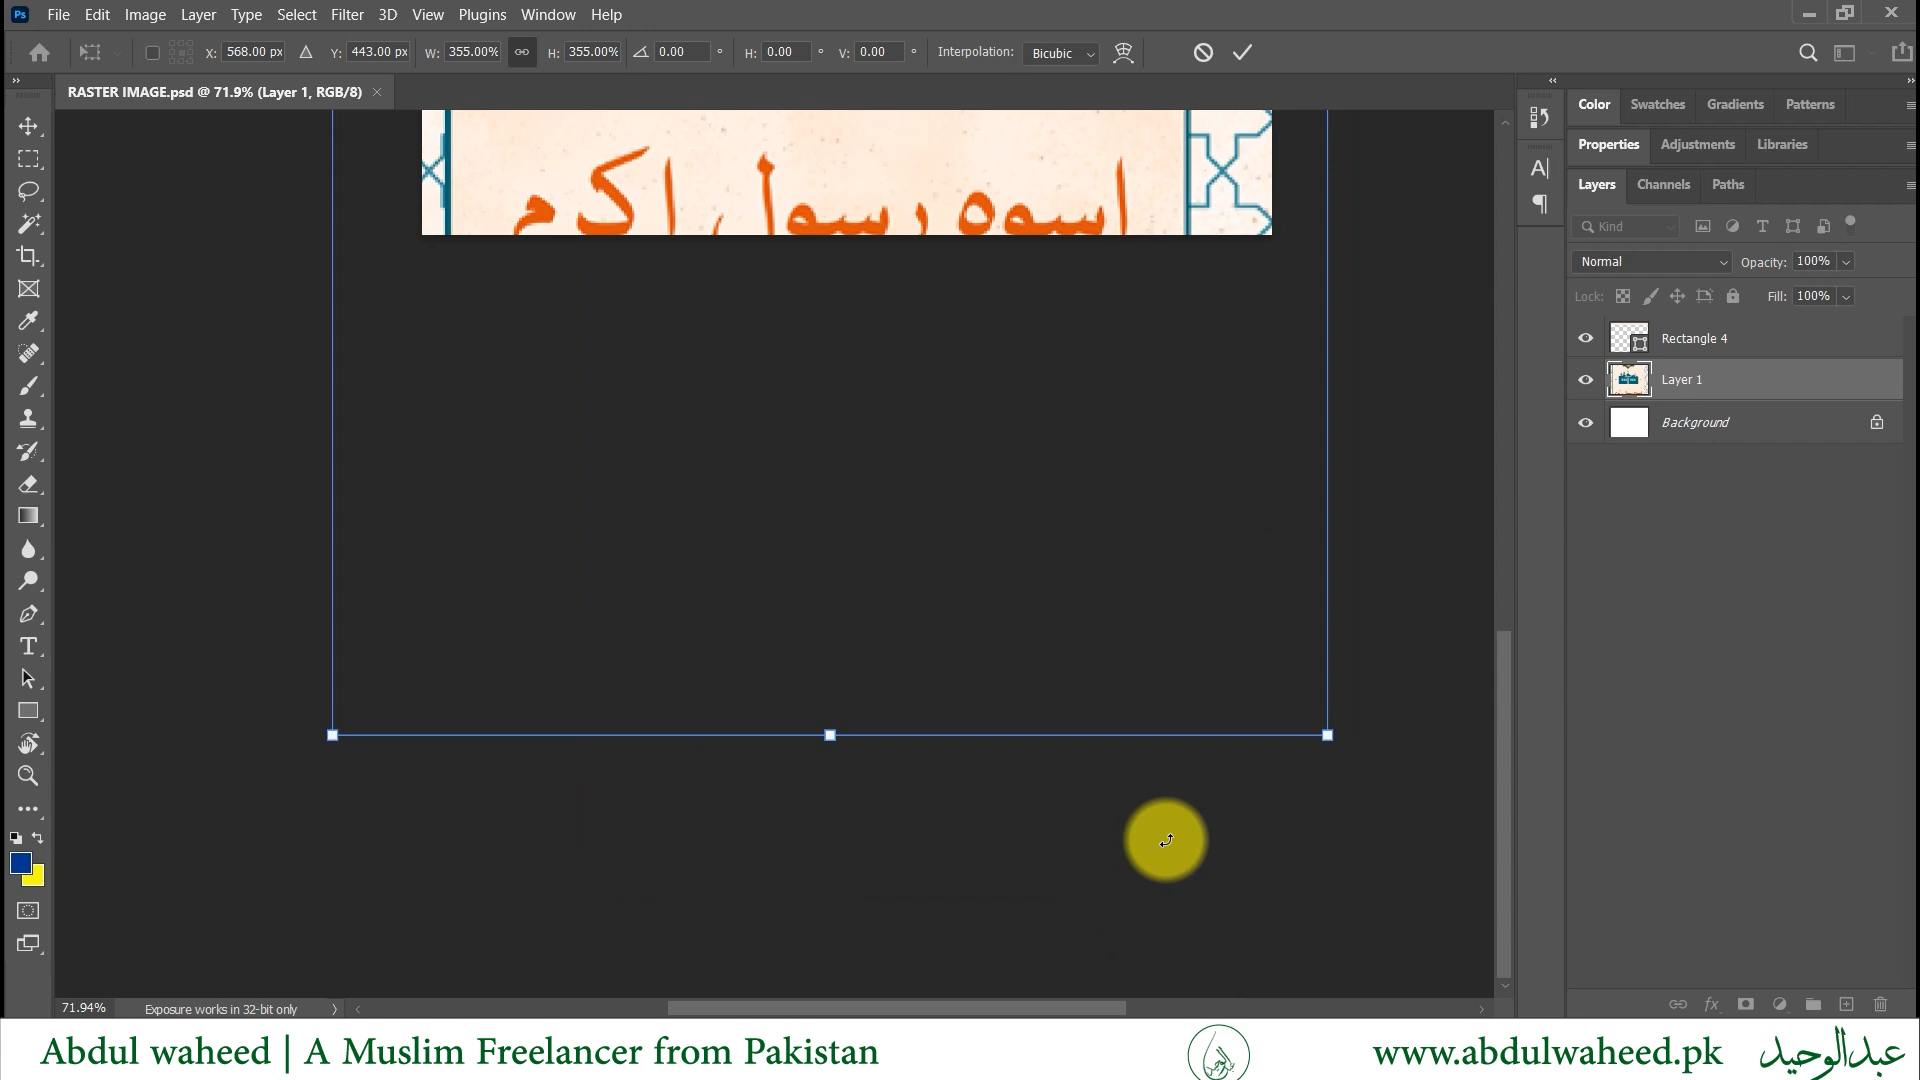 Ps File Edit Image Layer Type Select Filter 3D View Plugins Window Help
X: 568.00 px Y: 443.00 px W: 355.00% H: 355.00% 0.00 ° H: 0.00 ° V: 0.00 ° Interpolation: Bicubic
RASTER IMAGE.psd @ 71.9% (Layer 1, RGB/8)
اسوہ رسول اکرم
Color Swatches Gradients Patterns
Properties Adjustments Libraries
Layers Channels Paths
Kind
Normal Opacity: 100%
Lock: Fill: 100%
Rectangle 4
Layer 1
Background
71.94% Exposure works in 32-bit only
Abdul waheed | A Muslim Freelancer from Pakistan
www.abdulwaheed.pk عبدالوحید